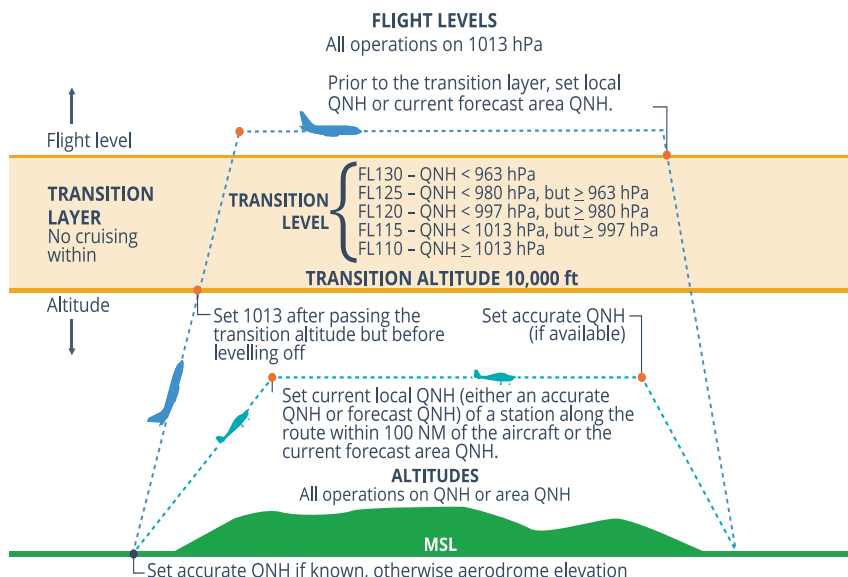 FLIGHT LEVELS
All operations on 1013 hPa
Prior to the transition layer, set local
QNH or current forecast area QNH.
Flight level
TRANSITION
LAYER
No cruising
within
TRANSITION
LEVEL
FL130 – QNH < 963 hPa
FL125 – QNH < 980 hPa, but ≥ 963 hPa
FL120 – QNH < 997 hPa, but ≥ 980 hPa
FL115 – QNH < 1013 hPa, but ≥ 997 hPa
FL110 – QNH ≥ 1013 hPa
TRANSITION ALTITUDE 10,000 ft
Altitude
Set 1013 after passing the
transition altitude but before
levelling off
Set accurate QNH
(if available)
Set current local QNH (either an accurate
QNH or forecast QNH) of a station along the
route within 100 NM of the aircraft or the
current forecast area QNH.
ALTITUDES
All operations on QNH or area QNH
MSL
Set accurate QNH if known, otherwise aerodrome elevation